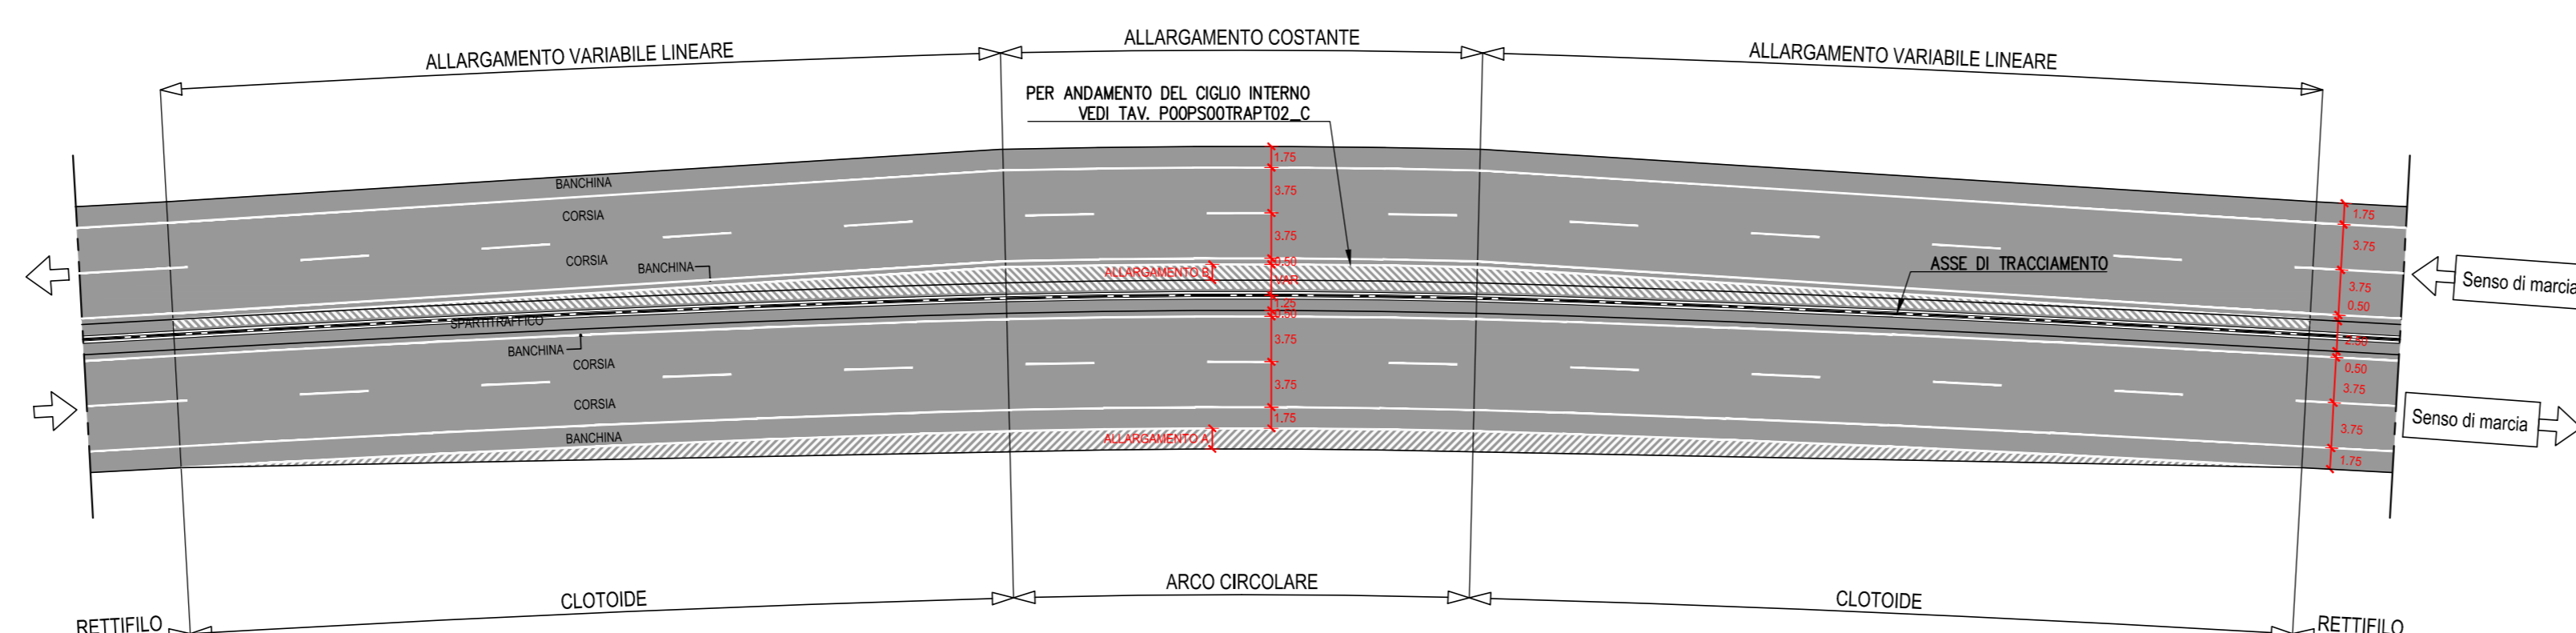 ALLARGAMENTO VARIABILE LINEARE
ALLARGAMENTO COSTANTE
ALLARGAMENTO VARIABILE LINEARE
PER ANDAMENTO DEL CIGLIO INTERNO
VEDI TAV. P00PS00TRAPT02_C
BANCHINA
CORSIA
CORSIA
BANCHINA
SPARTITRAFFICO
BANCHINA
CORSIA
CORSIA
BANCHINA
ALLARGAMENTO B
ALLARGAMENTO A
1.75
3.75
3.75
0.50
VAR
1.25
0.50
3.75
3.75
1.75
ASSE DI TRACCIAMENTO
1.75
3.75
3.75
0.50
2.50
0.50
3.75
3.75
1.75
Senso di marcia
Senso di marcia
RETTIFILO
CLOTOIDE
ARCO CIRCOLARE
CLOTOIDE
RETTIFILO